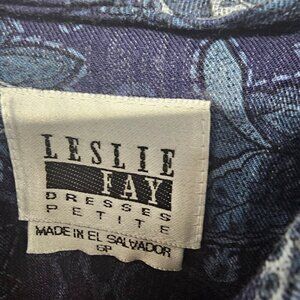 LESLIE
FAY
DRESSES
PETITE
MADE IN EL SALVADOR
6P